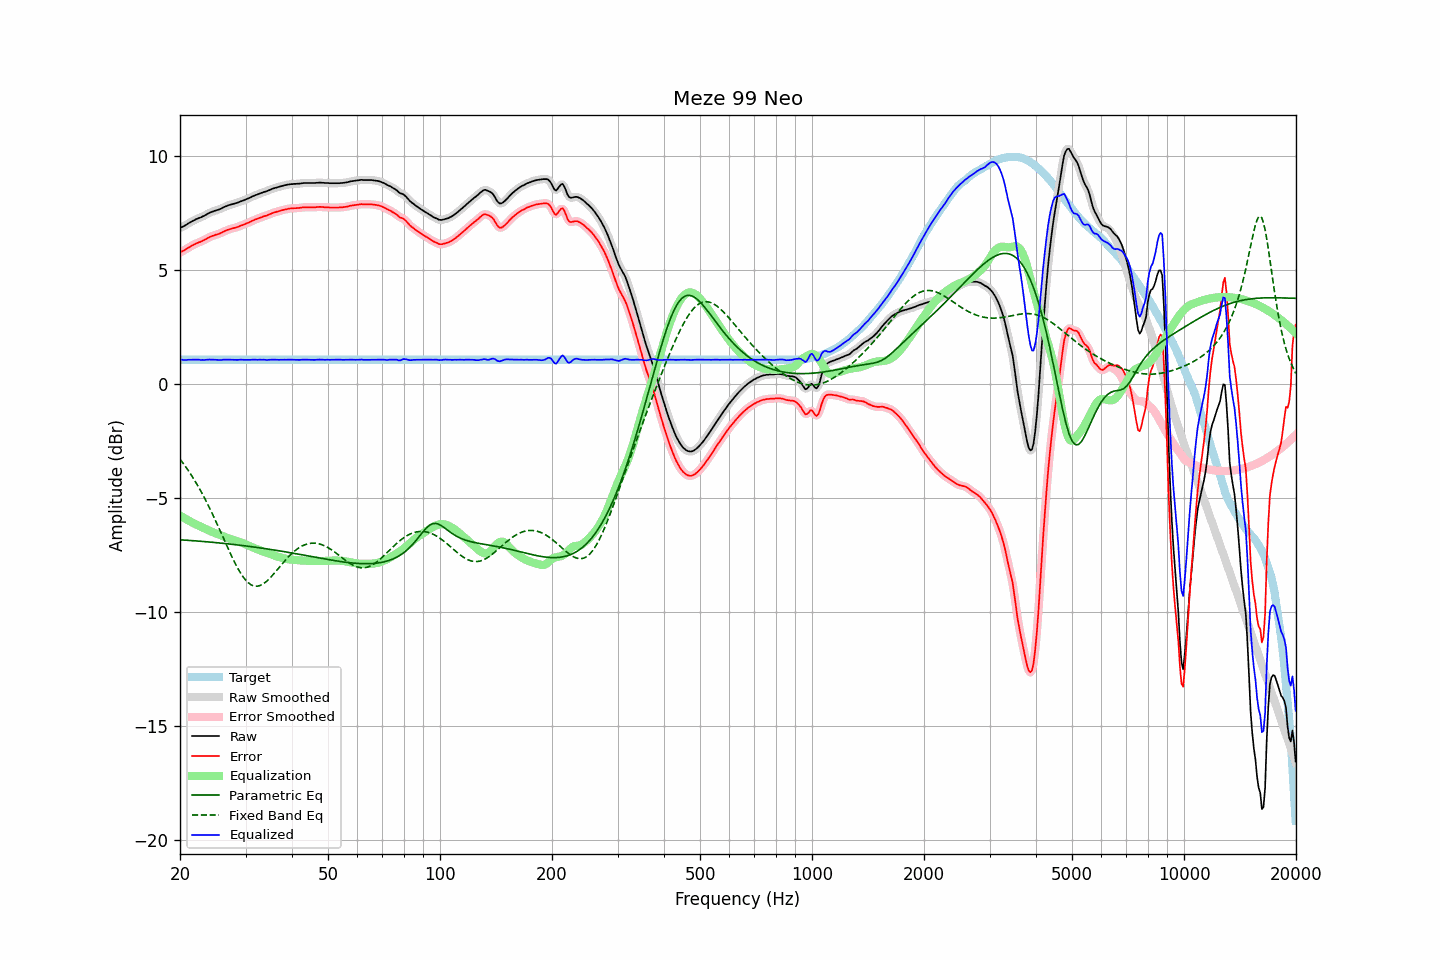 Meze 99 Neo
10
5
0
−5
−10
−15
−20
Amplitude (dBr)
Target
Raw Smoothed
Error Smoothed
Raw
Error
Equalization
Parametric Eq
Fixed Band Eq
Equalized
20 50 100 200 500 1000 2000 5000 10000 20000
Frequency (Hz)